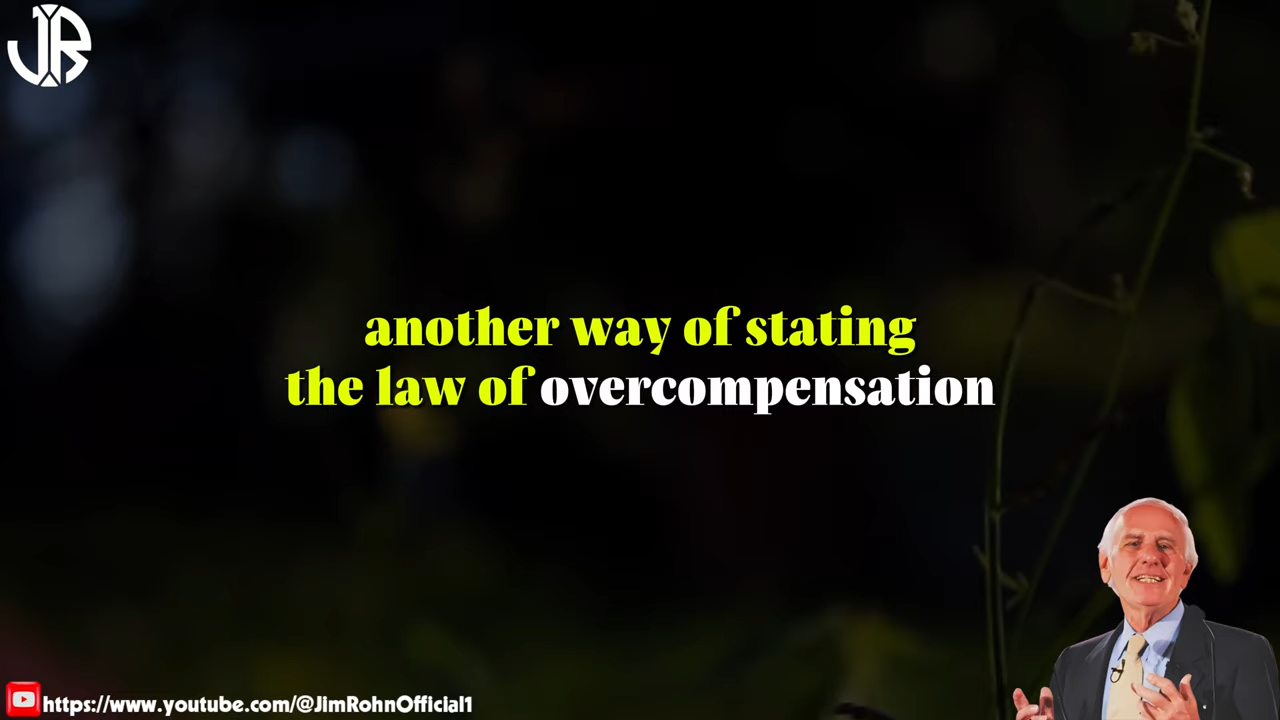 JR
another way of stating
the law of overcompensation
https://www.youtube.com/@JimRohnOfficial1